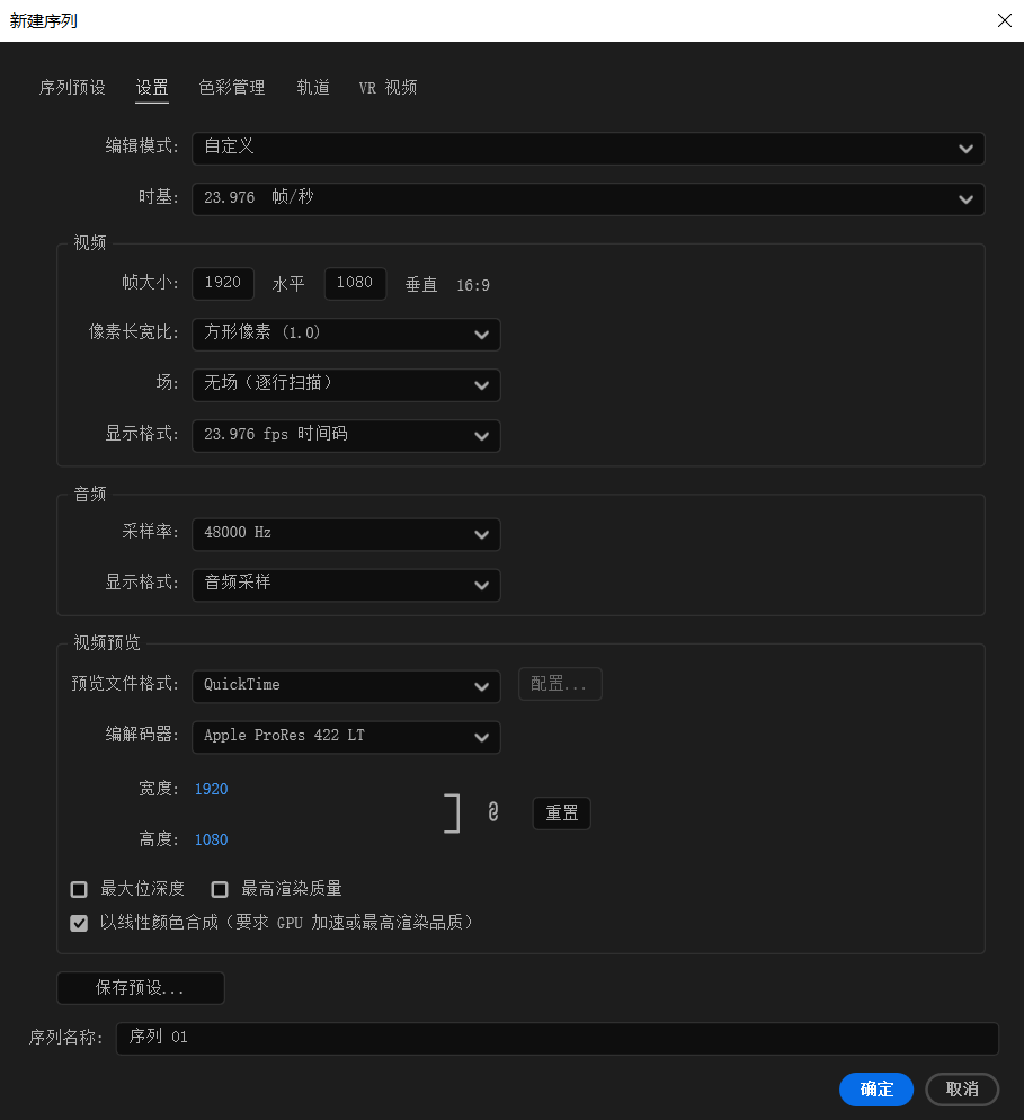 新建序列
序列预设 设置 色彩管理 轨道 VR 视频
编辑模式: 自定义
时基: 23.976 帧/秒
视频
帧大小: 1920 水平 1080 垂直 16:9
像素长宽比: 方形像素 (1.0)
场: 无场（逐行扫描）
显示格式: 23.976 fps 时间码
音频
采样率: 48000 Hz
显示格式: 音频采样
视频预览
预览文件格式: QuickTime 配置...
编解码器: Apple ProRes 422 LT
宽度: 1920
重置
高度: 1080
最大位深度 最高渲染质量
以线性颜色合成（要求 GPU 加速或最高渲染品质）
保存预设...
序列名称: 序列 01
确定 取消